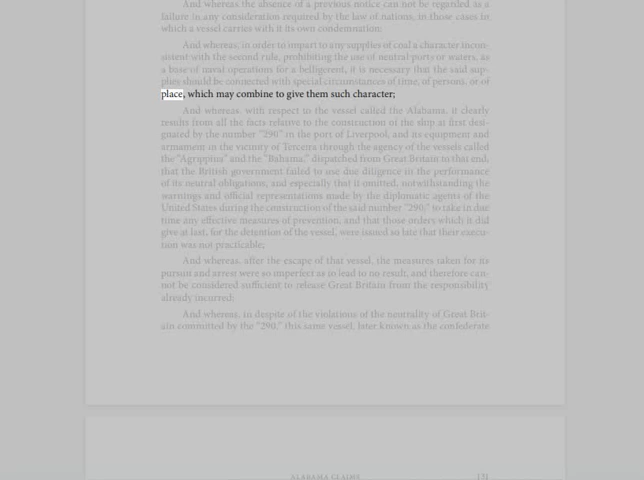 And whereas the absence of a previous notice can not be regarded as a
failure in any consideration required by the law of nations, in those cases in
which a vessel carries with it its own condemnation;
And whereas, in order to impart to any supplies of coal a character incon-
sistent with the second rule, prohibiting the use of neutral ports or waters, as
a base of naval operations for a belligerent, it is necessary that the said sup-
plies should be connected with special circumstances of time, of persons, or of
place, which may combine to give them such character;
And whereas, with respect to the vessel called the Alabama, it clearly
results from all the facts relative to the construction of the ship at first desi-
gnated by the number "290" in the port of Liverpool, and its equipment and
armament in the vicinity of Terceira through the agency of the vessels called
the "Agrippina" and the "Bahama," dispatched from Great Britain to that end,
that the British government failed to use due diligence in the performance
of its neutral obligations; and especially that it omitted, notwithstanding the
warnings and official representations made by the diplomatic agents of the
United States during the construction of the said number "290," to take in due
time any effective measures of prevention, and that those orders which it did
give at last, for the detention of the vessel, were issued so late that their execu-
tion was not practicable;
And whereas, after the escape of that vessel, the measures taken for its
pursuit and arrest were so imperfect as to lead to no result, and therefore can-
not be considered sufficient to release Great Britain from the responsibility
already incurred;
And whereas, in despite of the violations of the neutrality of Great Brit-
ain committed by the "290," this same vessel, later known as the confederate
ALABAMA CLAIMS